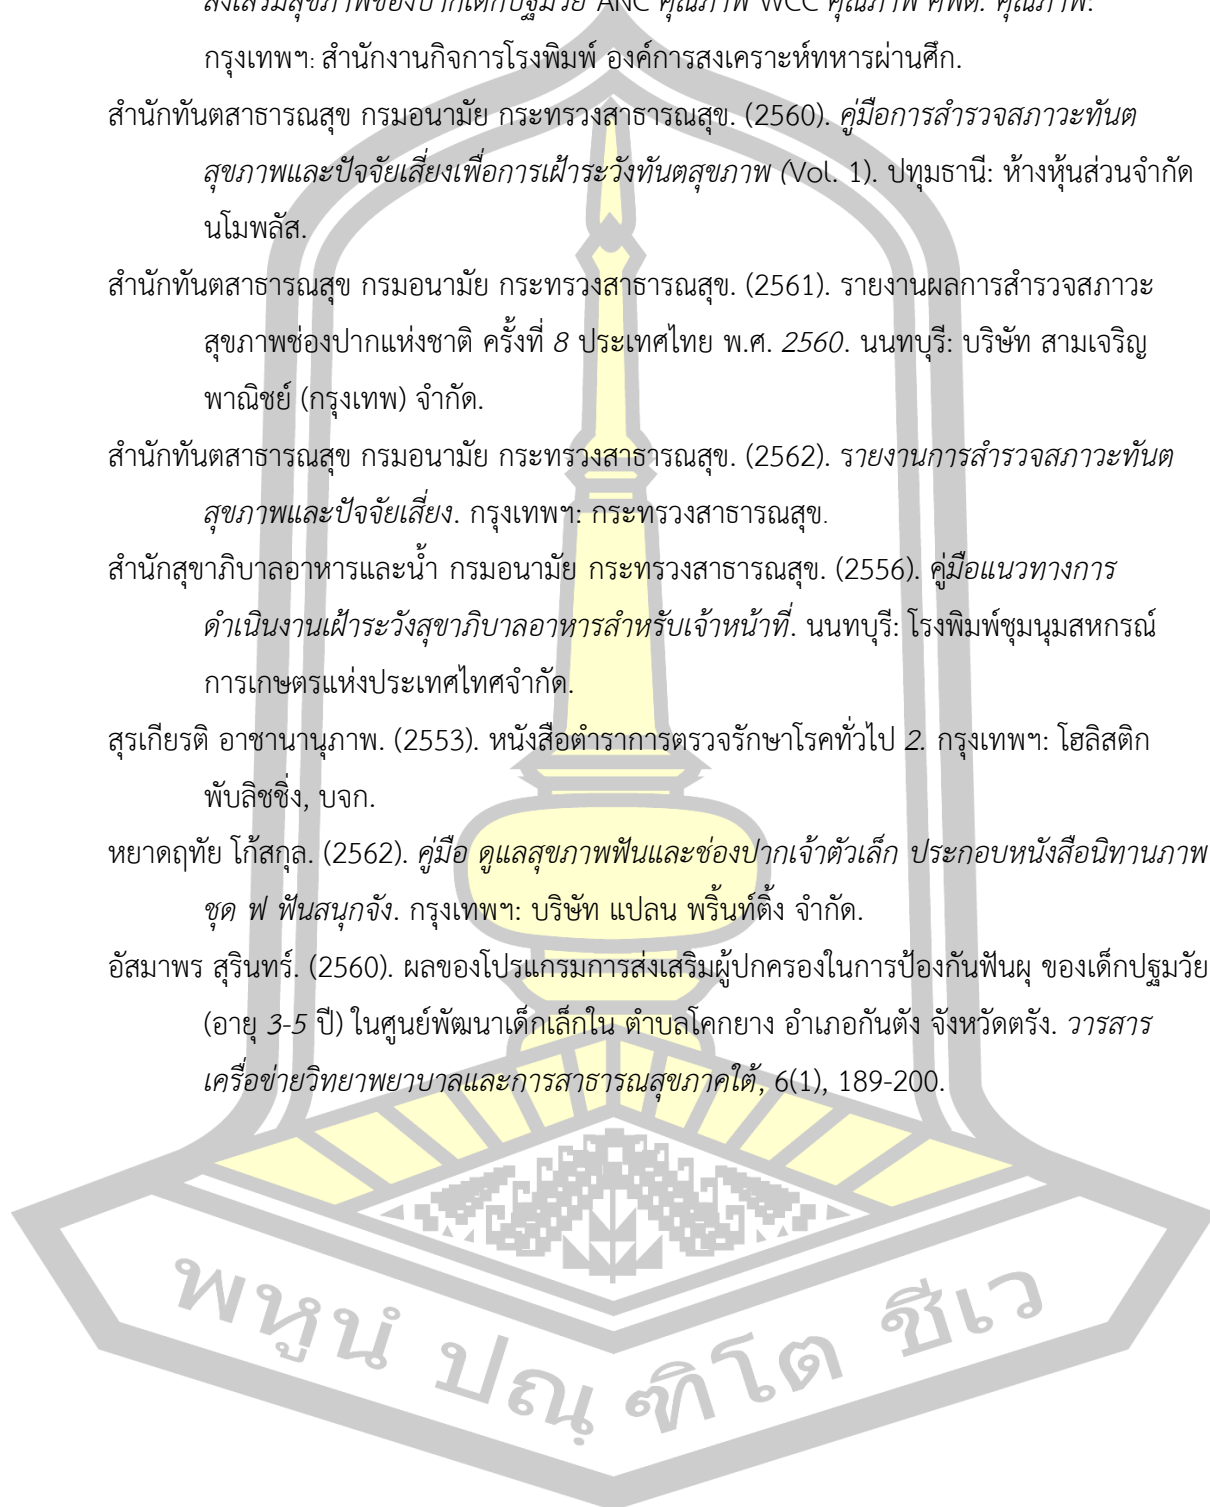 ส่งเสริมสุขภาพช่องปากเด็กปฐมวัย ANC คุณภาพ WCC คุณภาพ ศพด. คุณภาพ.
กรุงเทพฯ: สำนักงานกิจการโรงพิมพ์ องค์การสงเคราะห์ทหารผ่านศึก.
สำนักทันตสาธารณสุข กรมอนามัย กระทรวงสาธารณสุข. (2560). คู่มือการสำรวจสภาวะทันต
สุขภาพและปัจจัยเสี่ยงเพื่อการเฝ้าระวังทันตสุขภาพ (Vol. 1). ปทุมธานี: ห้างหุ้นส่วนจำกัด
นโมพลัส.
สำนักทันตสาธารณสุข กรมอนามัย กระทรวงสาธารณสุข. (2561). รายงานผลการสำรวจสภาวะ
สุขภาพช่องปากแห่งชาติ ครั้งที่ 8 ประเทศไทย พ.ศ. 2560. นนทบุรี: บริษัท สามเจริญ
พาณิชย์ (กรุงเทพ) จำกัด.
สำนักทันตสาธารณสุข กรมอนามัย กระทรวงสาธารณสุข. (2562). รายงานการสำรวจสภาวะทันต
สุขภาพและปัจจัยเสี่ยง. กรุงเทพฯ: กระทรวงสาธารณสุข.
สำนักสุขาภิบาลอาหารและน้ำ กรมอนามัย กระทรวงสาธารณสุข. (2556). คู่มือแนวทางการ
ดำเนินงานเฝ้าระวังสุขาภิบาลอาหารสำหรับเจ้าหน้าที่. นนทบุรี: โรงพิมพ์ชุมนุมสหกรณ์
การเกษตรแห่งประเทศไทศจำกัด.
สุรเกียรติ อาชานานุภาพ. (2553). หนังสือตำราการตรวจรักษาโรคทั่วไป 2. กรุงเทพฯ: โฮลิสติก
พับลิชชิ่ง, บจก.
หยาดฤทัย โก้สกุล. (2562). คู่มือ ดูแลสุขภาพฟันและช่องปากเจ้าตัวเล็ก ประกอบหนังสือนิทานภาพ
ชุด ฟ ฟันสนุกจัง. กรุงเทพฯ: บริษัท แปลน พริ้นท์ติ้ง จำกัด.
อัสมาพร สุรินทร์. (2560). ผลของโปรแกรมการส่งเสริมผู้ปกครองในการป้องกันฟันผุ ของเด็กปฐมวัย
(อายุ 3-5 ปี) ในศูนย์พัฒนาเด็กเล็กใน ตำบลโคกยาง อำเภอกันตัง จังหวัดตรัง. วารสาร
เครือข่ายวิทยาพยาบาลและการสาธารณสุขภาคใต้, 6(1), 189-200.
พหูนํ ปณฺฑิโต ชีเว